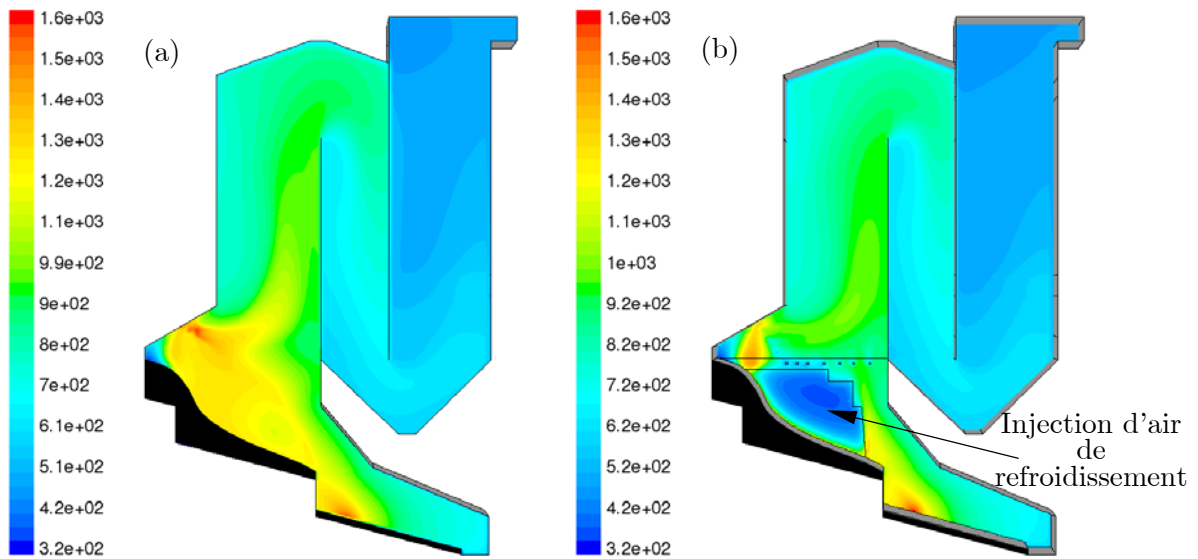 1.6e+03
1.5e+03
1.4e+03
1.3e+03
1.2e+03
1.1e+03
9.9e+02
9e+02
8e+02
7e+02
6.1e+02
5.1e+02
4.2e+02
3.2e+02
(a)
1.6e+03
1.5e+03
1.4e+03
1.3e+03
1.2e+03
1.1e+03
1e+03
9.2e+02
8.2e+02
7.2e+02
6.2e+02
5.2e+02
4.2e+02
3.2e+02
(b)
Injection d'air
de
refroidissement